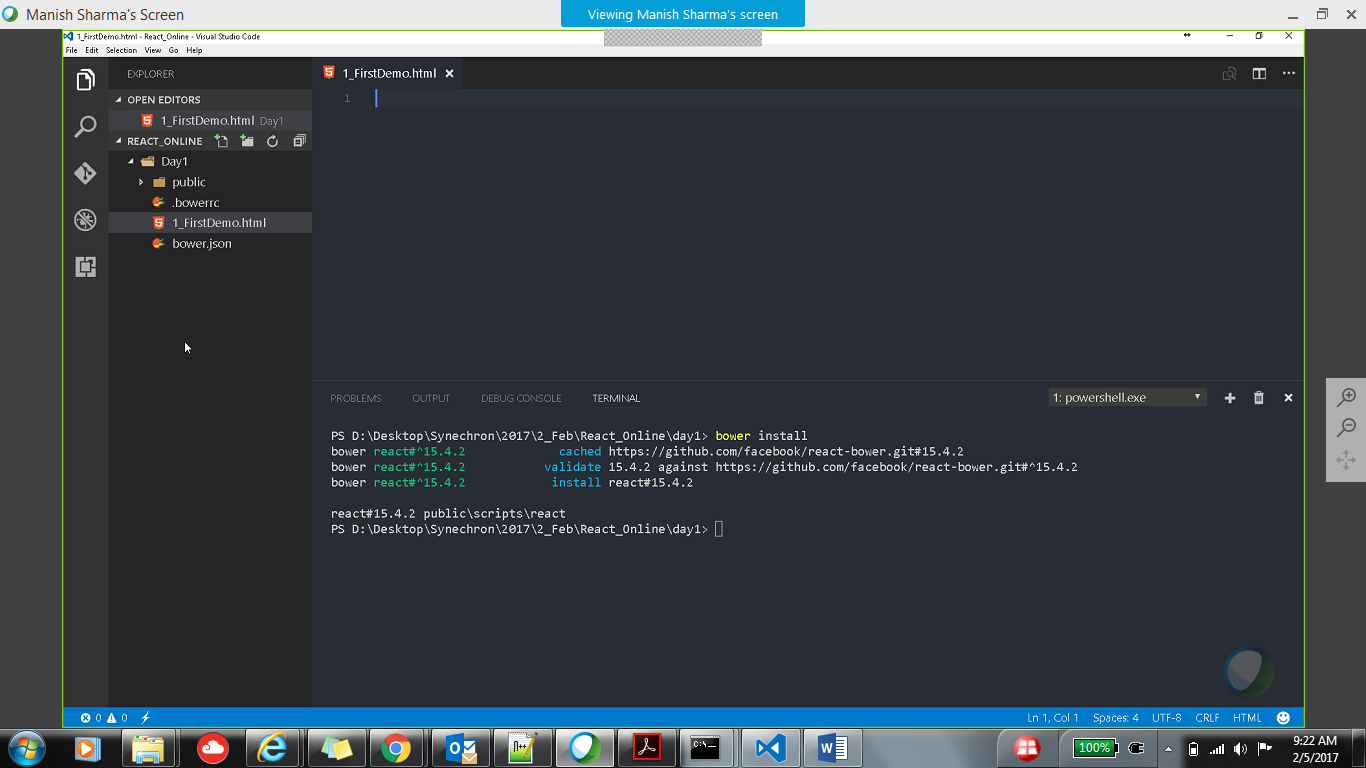 Manish Sharma's Screen
Viewing Manish Sharma's screen
1_FirstDemo.html - React_Online - Visual Studio Code
File Edit Selection View Go Help
EXPLORER
OPEN EDITORS
1_FirstDemo.html Day1
REACT_ONLINE
Day1
public
.bowerrc
1_FirstDemo.html
bower.json
1_FirstDemo.html
1
PROBLEMS OUTPUT DEBUG CONSOLE TERMINAL
1: powershell.exe
PS D:\Desktop\Synechron\2017\2_Feb\React_Online\day1> bower install
bower react#^15.4.2 cached https://github.com/facebook/react-bower.git#15.4.2
bower react#^15.4.2 validate 15.4.2 against https://github.com/facebook/react-bower.git#^15.4.2
bower react#^15.4.2 install react#15.4.2
react#15.4.2 public\scripts\react
PS D:\Desktop\Synechron\2017\2_Feb\React_Online\day1>
0 0
Ln 1, Col 1 Spaces: 4 UTF-8 CRLF HTML
C:\_
100%
9:22 AM
2/5/2017